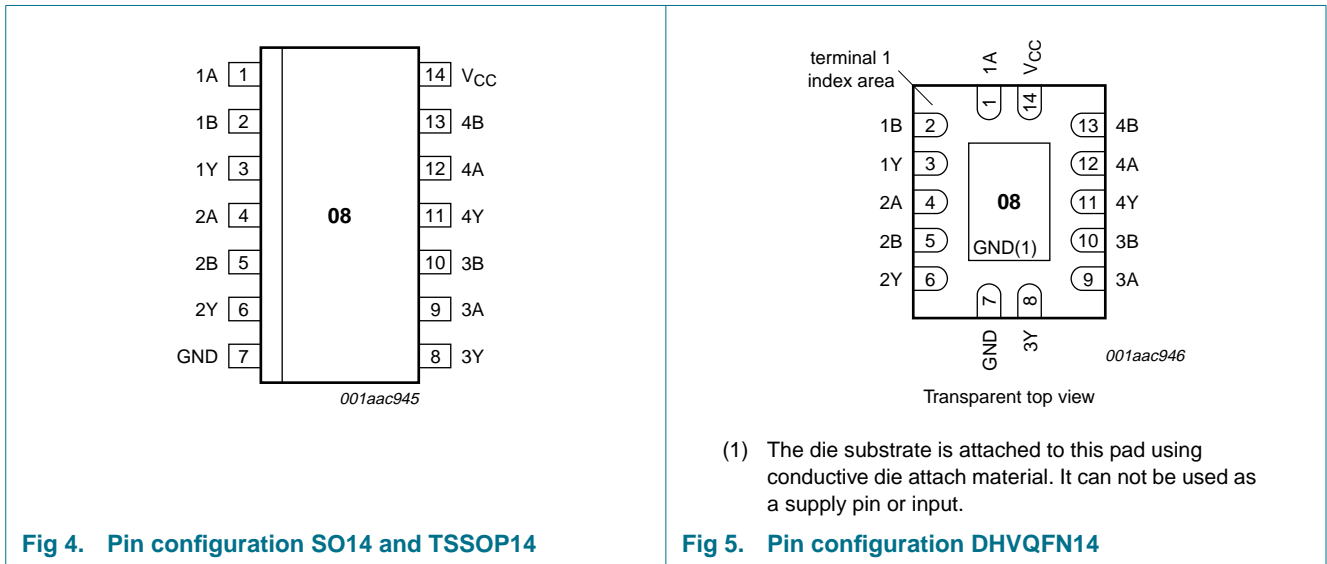 1A 1
1B 2
1Y 3
2A 4
2B 5
2Y 6
GND 7
08
14 VCC
13 4B
12 4A
11 4Y
10 3B
9 3A
8 3Y
001aac945
Fig 4. Pin configuration SO14 and TSSOP14
terminal 1
index area
1A
VCC
1
14
1B 2
1Y 3
2A 4
2B 5
2Y 6
08
GND(1)
13 4B
12 4A
11 4Y
10 3B
9 3A
7
8
GND
3Y
001aac946
Transparent top view
(1) The die substrate is attached to this pad using
conductive die attach material. It can not be used as
a supply pin or input.
Fig 5. Pin configuration DHVQFN14